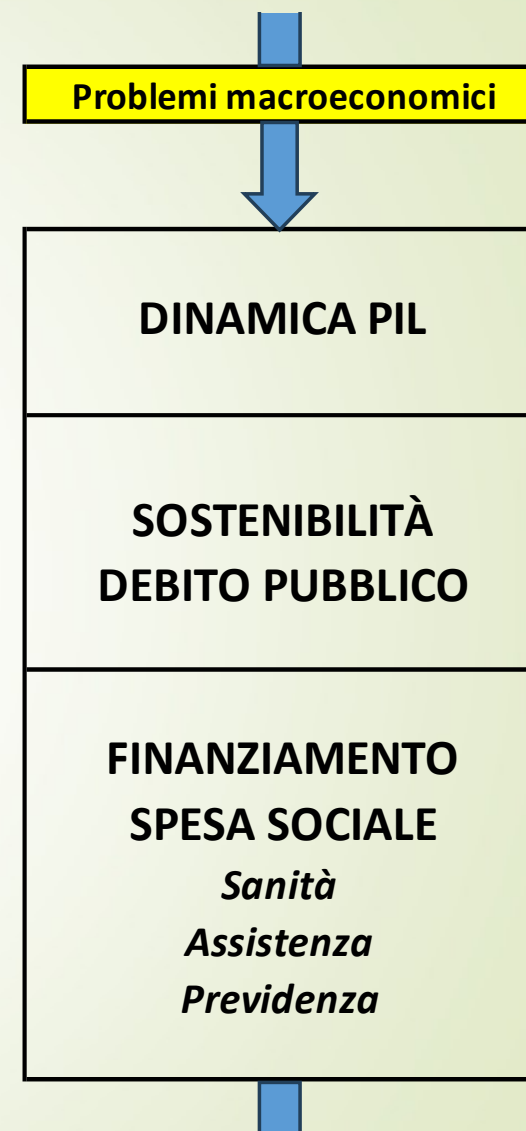 Problemi macroeconomici
DINAMICA PIL
SOSTENIBILITÀ
DEBITO PUBBLICO
FINANZIAMENTO
SPESA SOCIALE
Sanità
Assistenza
Previdenza